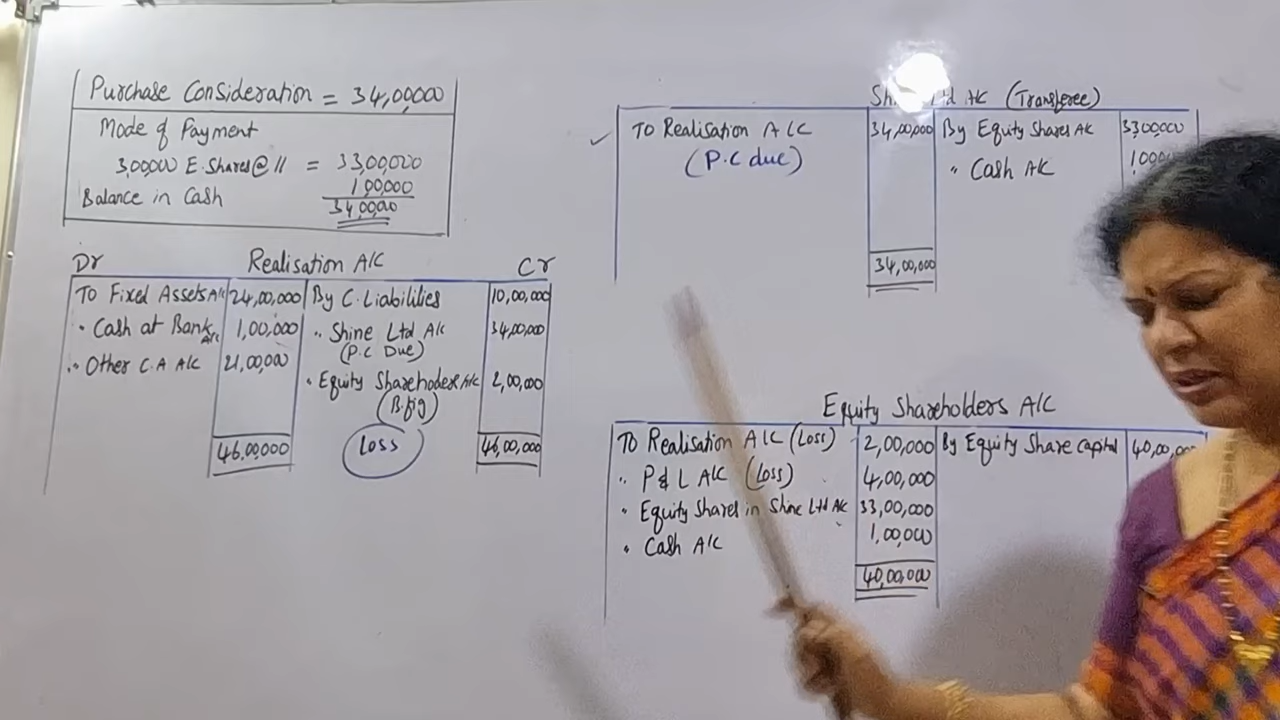 Purchase Consideration = 34,00,000
Mode of Payment
3,00,000 E. Shares @ 11 = 33,00,000
Balance in Cash 1,00,000
34,00,000
Dr Realisation A/C Cr
To Fixed Assets A/c 24,00,000 By C. Liabilities 10,00,000
" Cash at Bank A/c 1,00,000 " Shine Ltd A/c 34,00,000
(P.C Due)
" Other C.A A/C 21,00,000
" Equity Shareholders A/c 2,00,000
(B.fig)
46,00,000 Loss 46,00,000
Ltd A/C (Transferee)
To Realisation A/C 34,00,000 By Equity Shares A/c 33,00,000
(P.C due) " Cash A/C
34,00,000
Equity Shareholders A/C
To Realisation A/C (Loss) 2,00,000 By Equity Share Capital
" P & L A/C (Loss) 4,00,000
" Equity Shares in Shine Ltd A/c 33,00,000
" Cash A/C 1,00,000
40,00,000